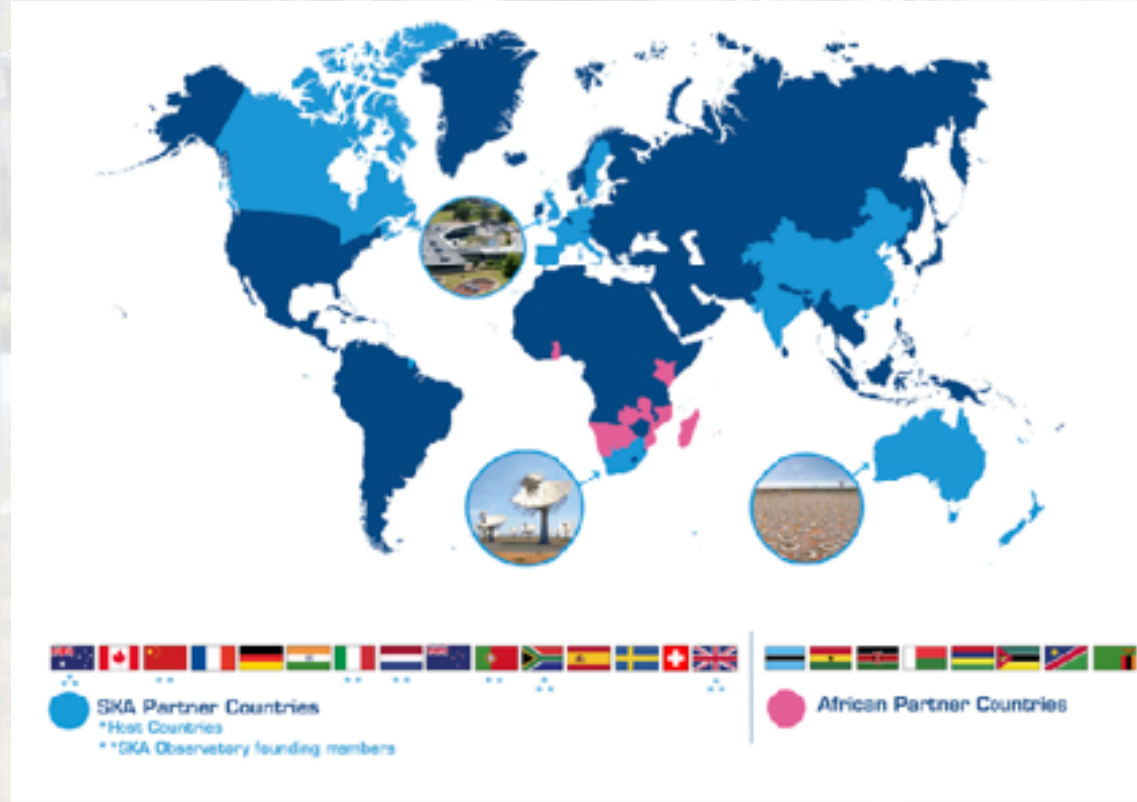 SKA Partner Countries
*Host Countries
**SKA Observatory founding members
African Partner Countries